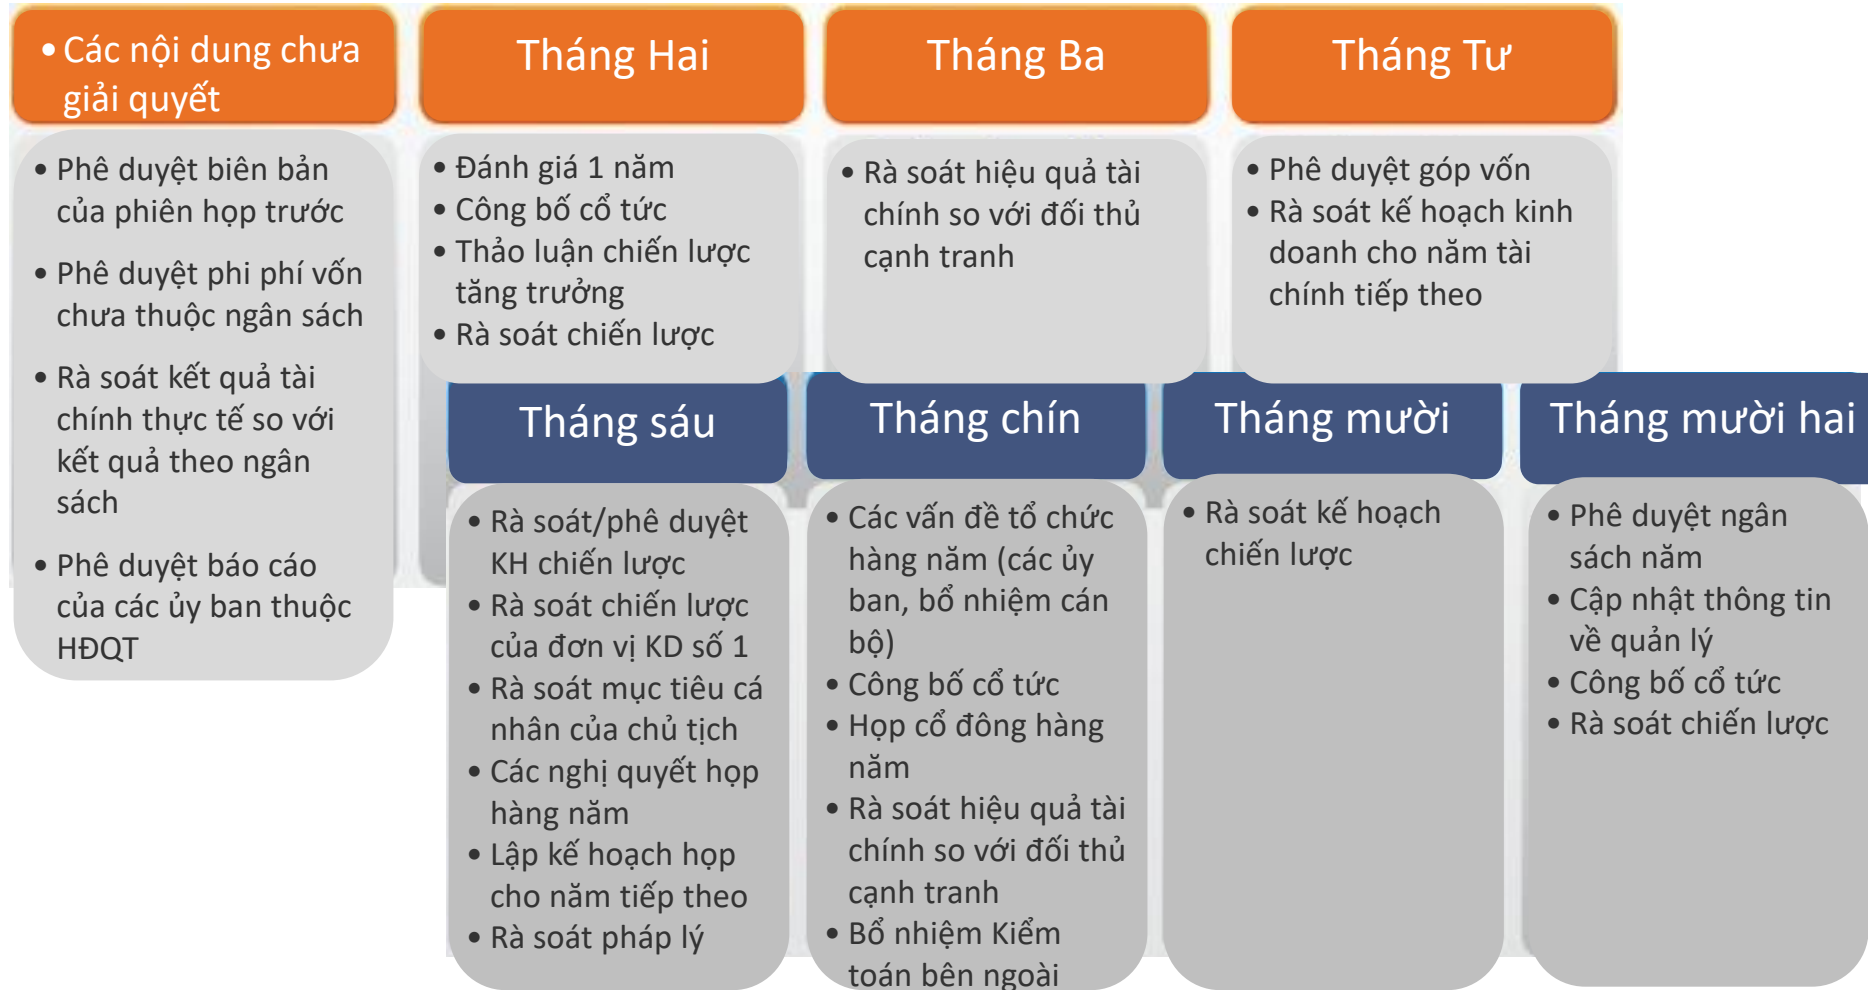 • Các nội dung chưa
giải quyết
• Phê duyệt biên bản
của phiên họp trước
• Phê duyệt phi phí vốn
chưa thuộc ngân sách
• Rà soát kết quả tài
chính thực tế so với
kết quả theo ngân
sách
• Phê duyệt báo cáo
của các ủy ban thuộc
HĐQT
Tháng Hai
• Đánh giá 1 năm
• Công bố cổ tức
• Thảo luận chiến lược
tăng trưởng
• Rà soát chiến lược
Tháng Ba
• Rà soát hiệu quả tài
chính so với đối thủ
cạnh tranh
Tháng Tư
• Phê duyệt góp vốn
• Rà soát kế hoạch kinh
doanh cho năm tài
chính tiếp theo
Tháng sáu
• Rà soát/phê duyệt
KH chiến lược
• Rà soát chiến lược
của đơn vị KD số 1
• Rà soát mục tiêu cá
nhân của chủ tịch
• Các nghị quyết họp
hàng năm
• Lập kế hoạch họp
cho năm tiếp theo
• Rà soát pháp lý
Tháng chín
• Các vấn đề tổ chức
hàng năm (các ủy
ban, bổ nhiệm cán
bộ)
• Công bố cổ tức
• Họp cổ đông hàng
năm
• Rà soát hiệu quả tài
chính so với đối thủ
cạnh tranh
• Bổ nhiệm Kiểm
toán bên ngoài
Tháng mười
• Rà soát kế hoạch
chiến lược
Tháng mười hai
• Phê duyệt ngân
sách năm
• Cập nhật thông tin
về quản lý
• Công bố cổ tức
• Rà soát chiến lược